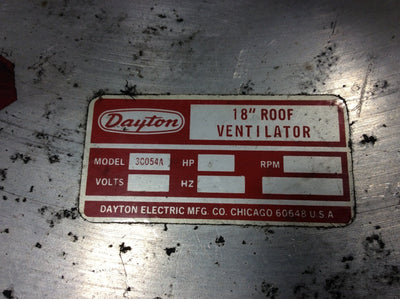 Dayton
18" ROOF
VENTILATOR
MODEL 3C054A HP RPM
VOLTS HZ
DAYTON ELECTRIC MFG. CO. CHICAGO 60648 U.S.A